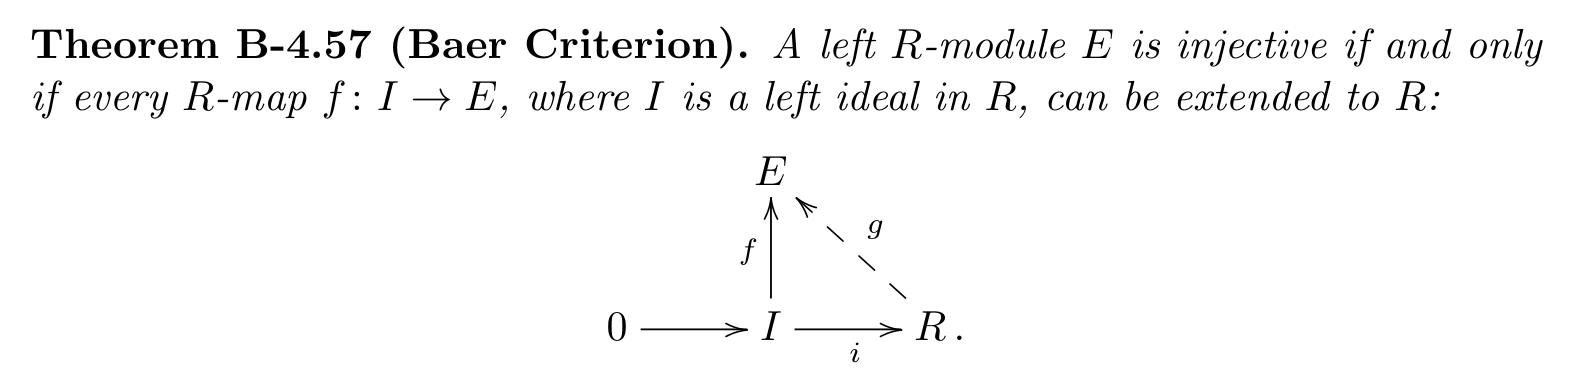 Theorem B-4.57 (Baer Criterion). A left R-module E is injective if and only
if every R-map f: I → E, where I is a left ideal in R, can be extended to R:
E
f g
0 I R.
i